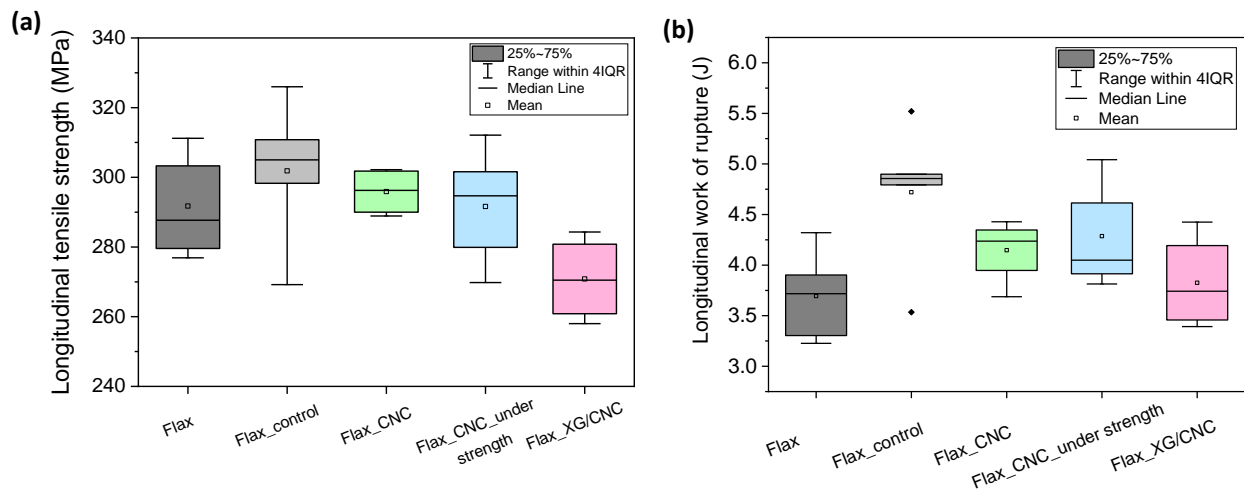 (a)
Longitudinal tensile strength (MPa)
340
320
300
280
260
240
25%~75%
Range within 4IQR
Median Line
Mean
Flax
Flax_control
Flax_CNC
Flax_CNC_under
strength
Flax_XG/CNC
(b)
Longitudinal work of rupture (J)
6.0
5.5
5.0
4.5
4.0
3.5
3.0
25%~75%
Range within 4IQR
Median Line
Mean
Flax
Flax_control
Flax_CNC
Flax_CNC_under strength
Flax_XG/CNC